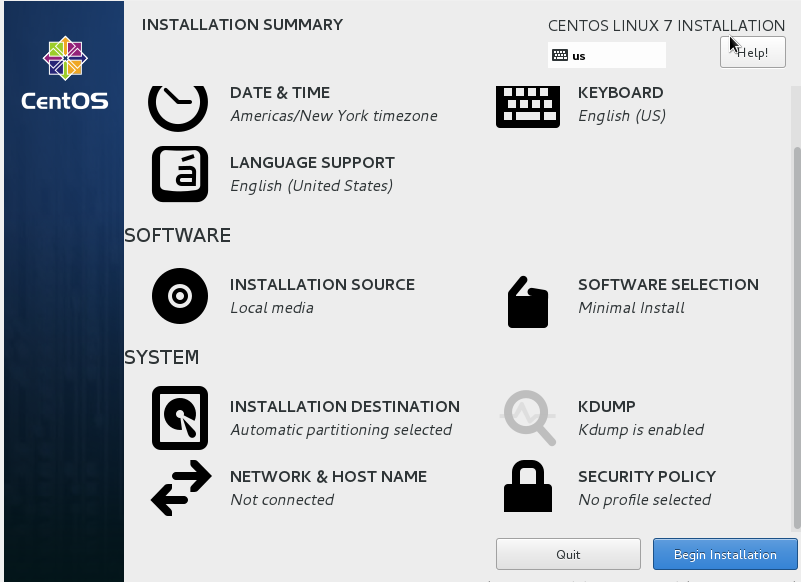 INSTALLATION SUMMARY
CENTOS LINUX 7 INSTALLATION
us
Help!
CentOS
DATE & TIME
Americas/New York timezone
KEYBOARD
English (US)
LANGUAGE SUPPORT
English (United States)
SOFTWARE
INSTALLATION SOURCE
Local media
SOFTWARE SELECTION
Minimal Install
SYSTEM
INSTALLATION DESTINATION
Automatic partitioning selected
KDUMP
Kdump is enabled
NETWORK & HOST NAME
Not connected
SECURITY POLICY
No profile selected
Quit
Begin Installation